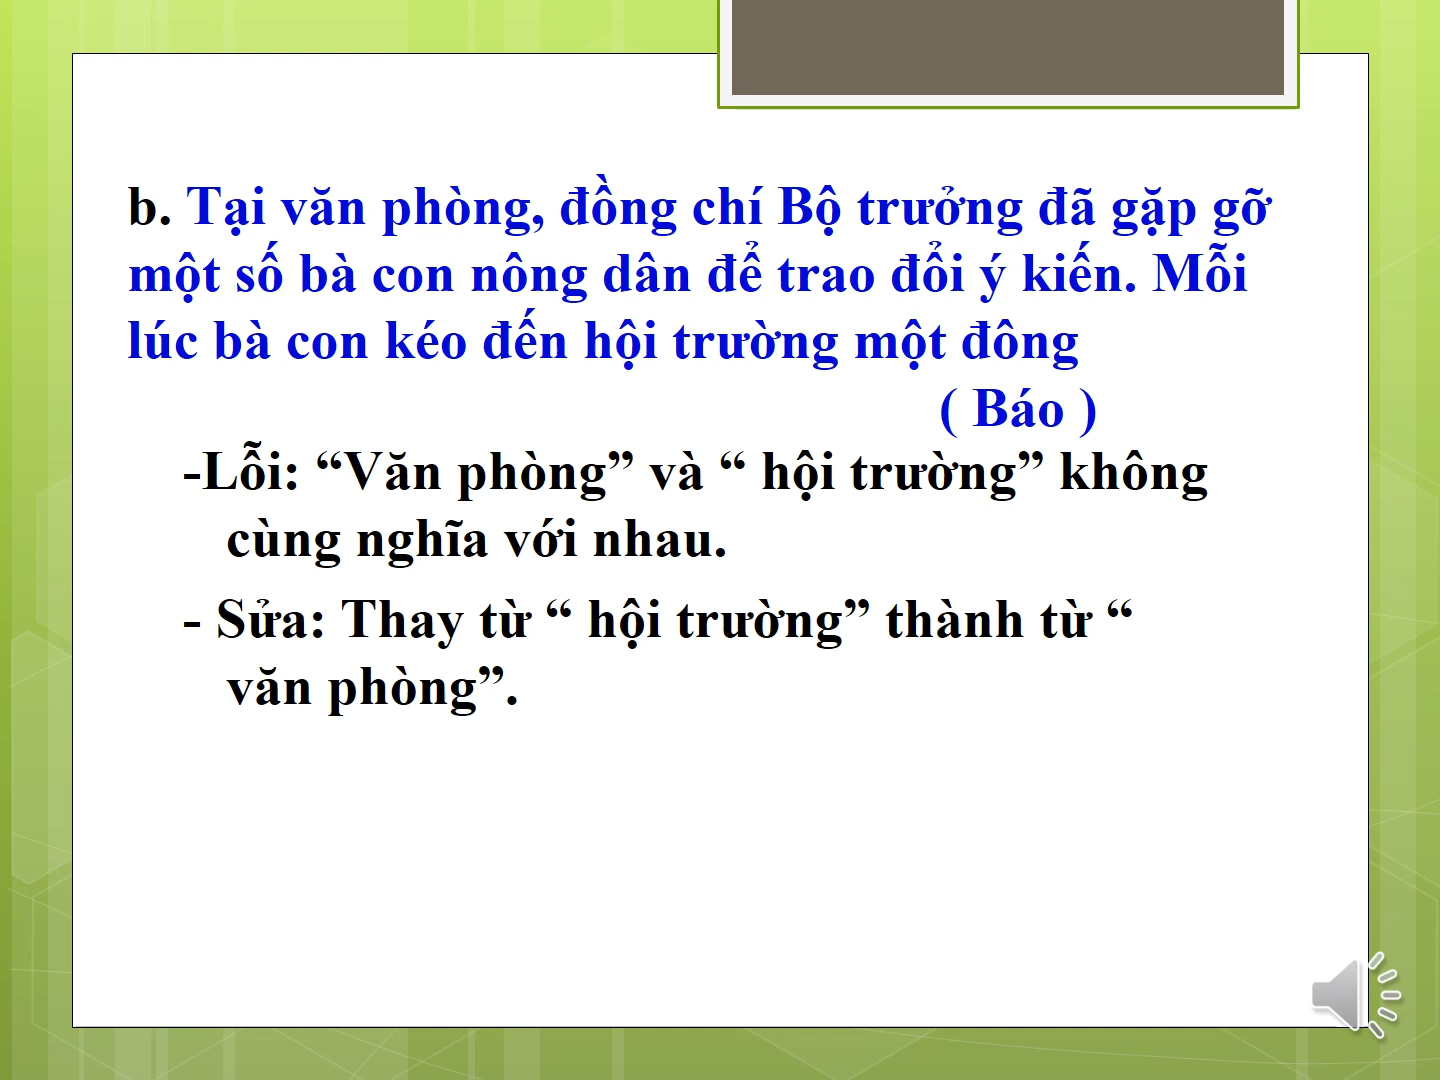 b. Tại văn phòng, đồng chí Bộ trưởng đã gặp gỡ
một số bà con nông dân để trao đổi ý kiến. Mỗi
lúc bà con kéo đến hội trường một đông
( Báo )
-Lỗi: “Văn phòng” và “ hội trường” không
cùng nghĩa với nhau.
- Sửa: Thay từ “ hội trường” thành từ “
văn phòng”.